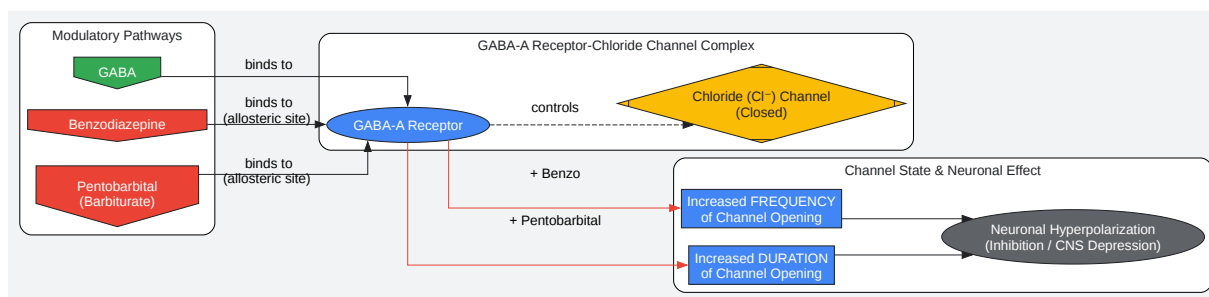 Modulatory Pathways
GABA
Benzodiazepine
Pentobarbital
(Barbiturate)
binds to
binds to
(allosteric site)
binds to
(allosteric site)
GABA-A Receptor-Chloride Channel Complex
GABA-A Receptor
controls
Chloride (Cl⁻) Channel
(Closed)
+ Benzo
+ Pentobarbital
Channel State & Neuronal Effect
Increased FREQUENCY
of Channel Opening
Increased DURATION
of Channel Opening
Neuronal Hyperpolarization
(Inhibition / CNS Depression)